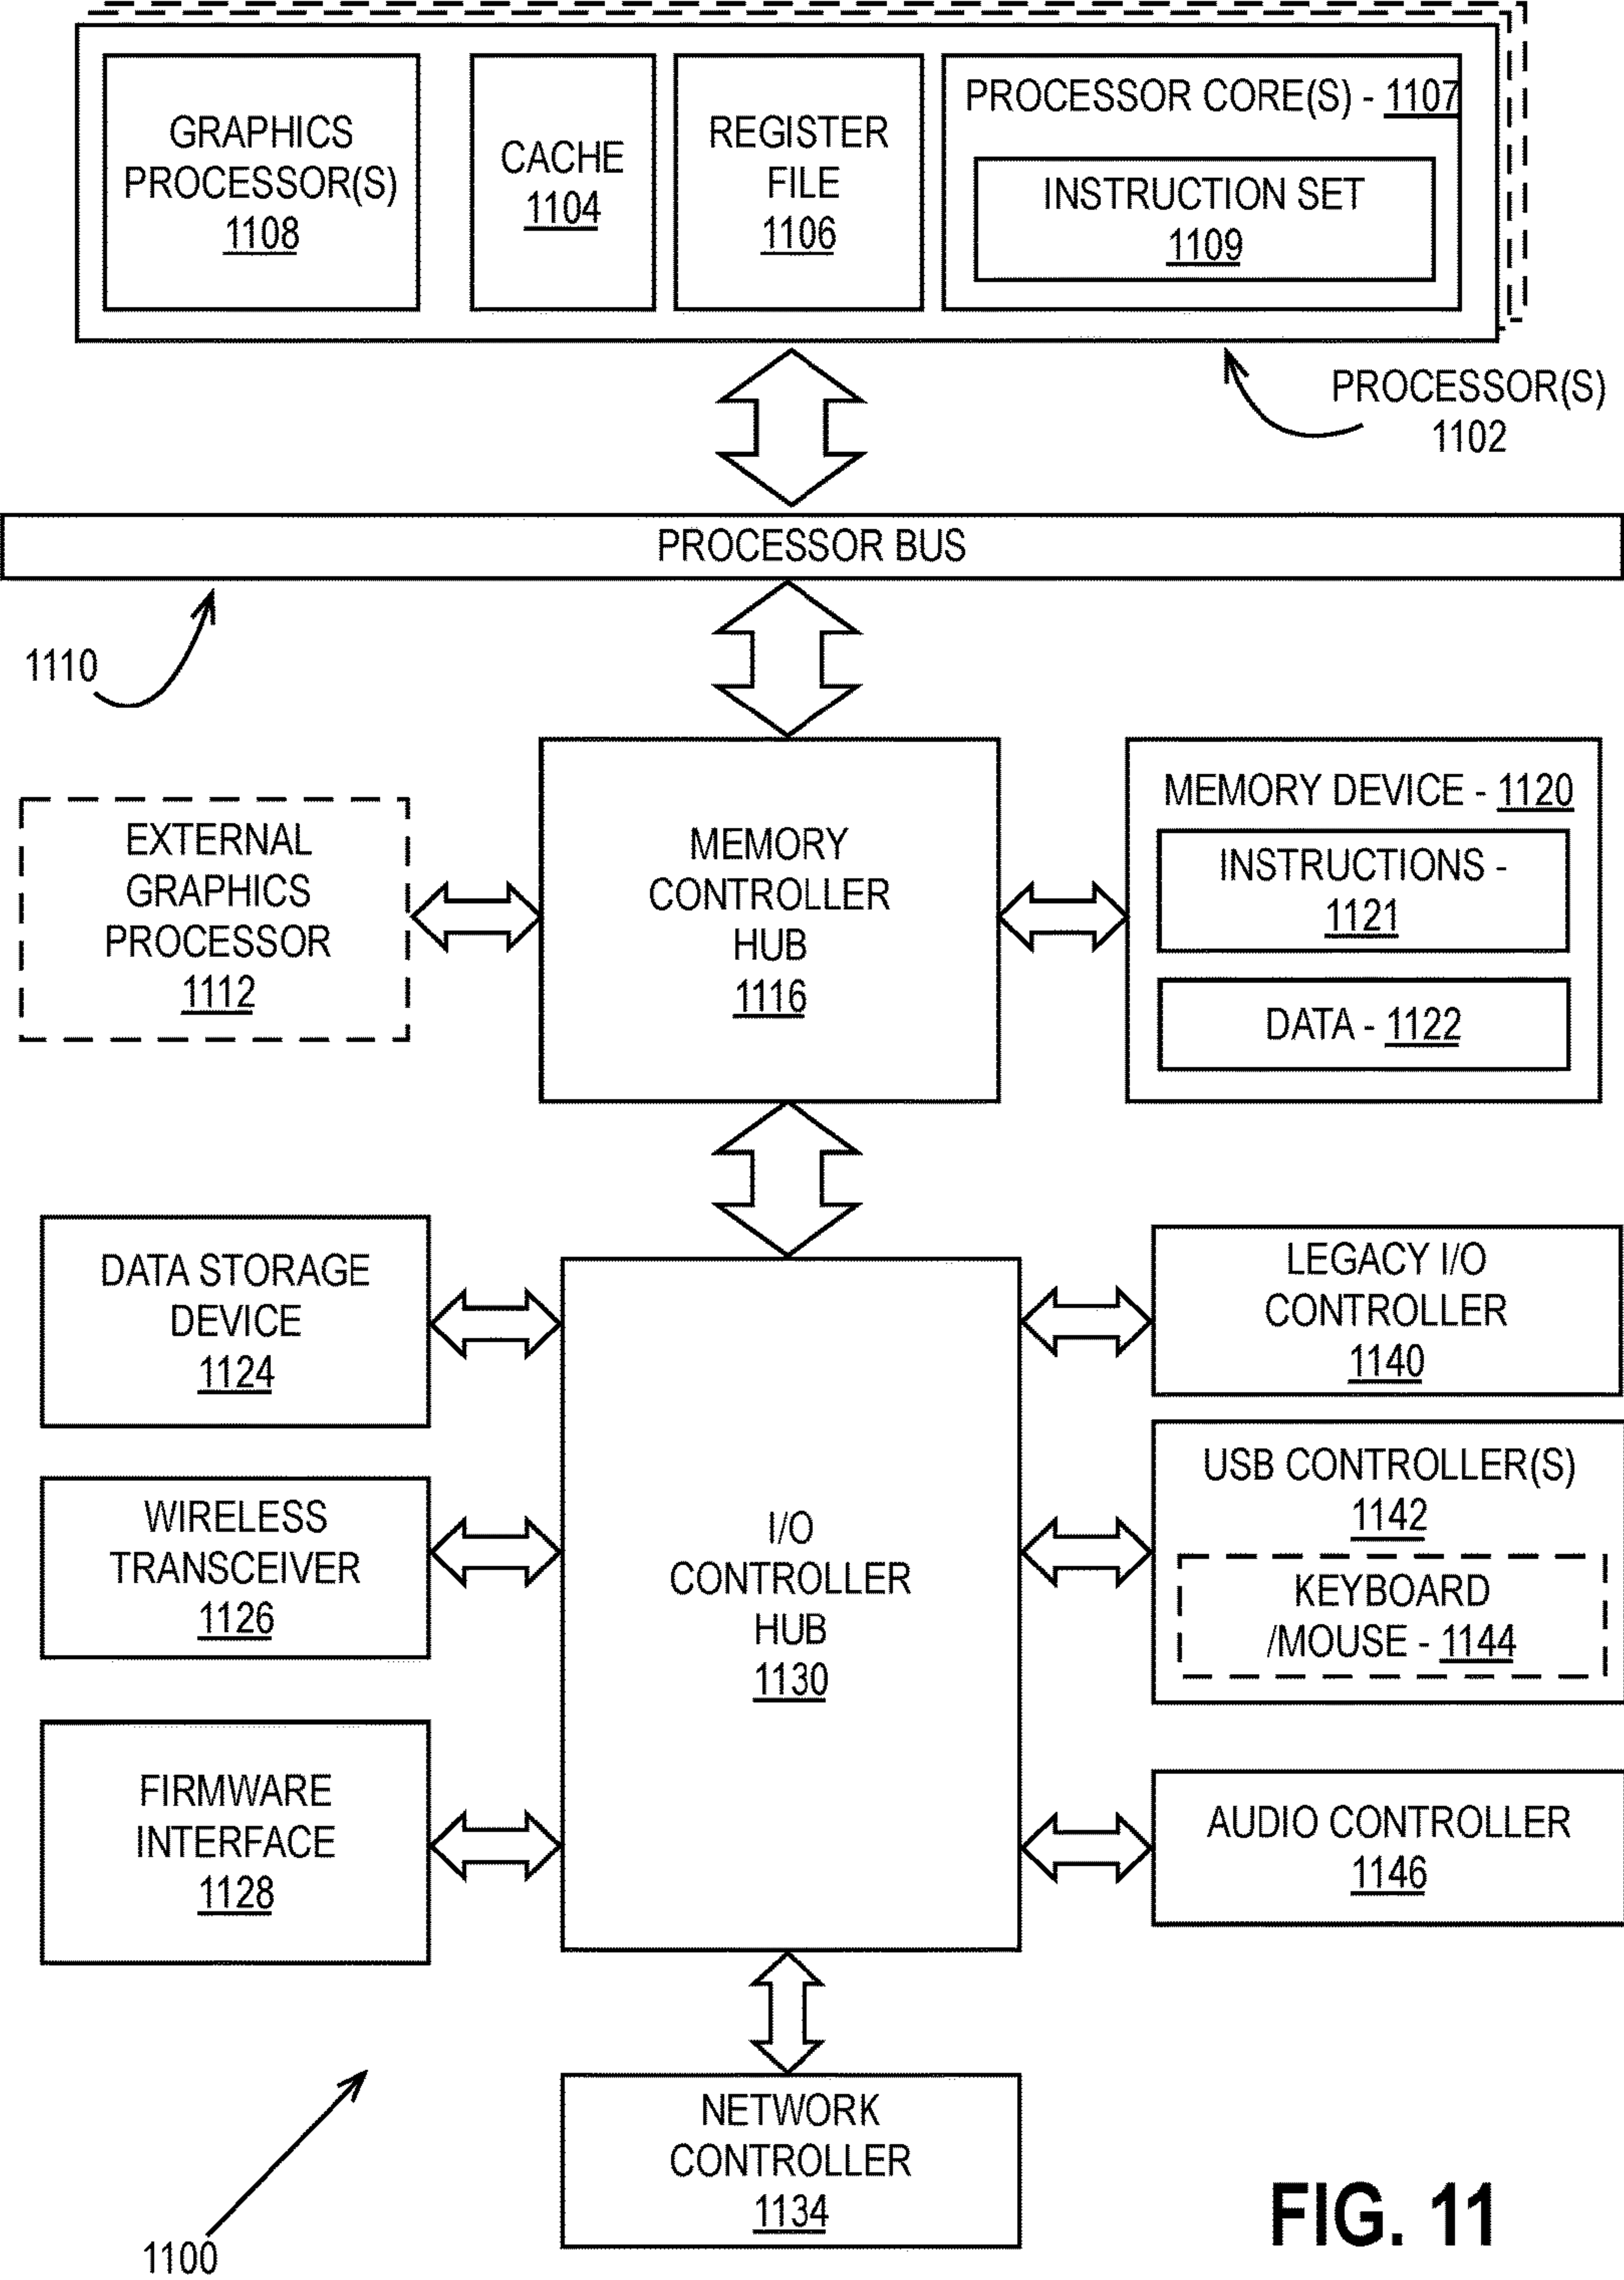 GRAPHICS
PROCESSOR(S)
1108
CACHE
1104
REGISTER
FILE
1106
PROCESSOR CORE(S) - 1107
INSTRUCTION SET
1109
PROCESSOR(S)
1102
PROCESSOR BUS
1110
EXTERNAL
GRAPHICS
PROCESSOR
1112
MEMORY
CONTROLLER
HUB
1116
MEMORY DEVICE - 1120
INSTRUCTIONS -
1121
DATA - 1122
DATA STORAGE
DEVICE
1124
WIRELESS
TRANSCEIVER
1126
FIRMWARE
INTERFACE
1128
I/O
CONTROLLER
HUB
1130
LEGACY I/O
CONTROLLER
1140
USB CONTROLLER(S)
1142
KEYBOARD
/MOUSE - 1144
AUDIO CONTROLLER
1146
NETWORK
CONTROLLER
1134
1100
FIG. 11